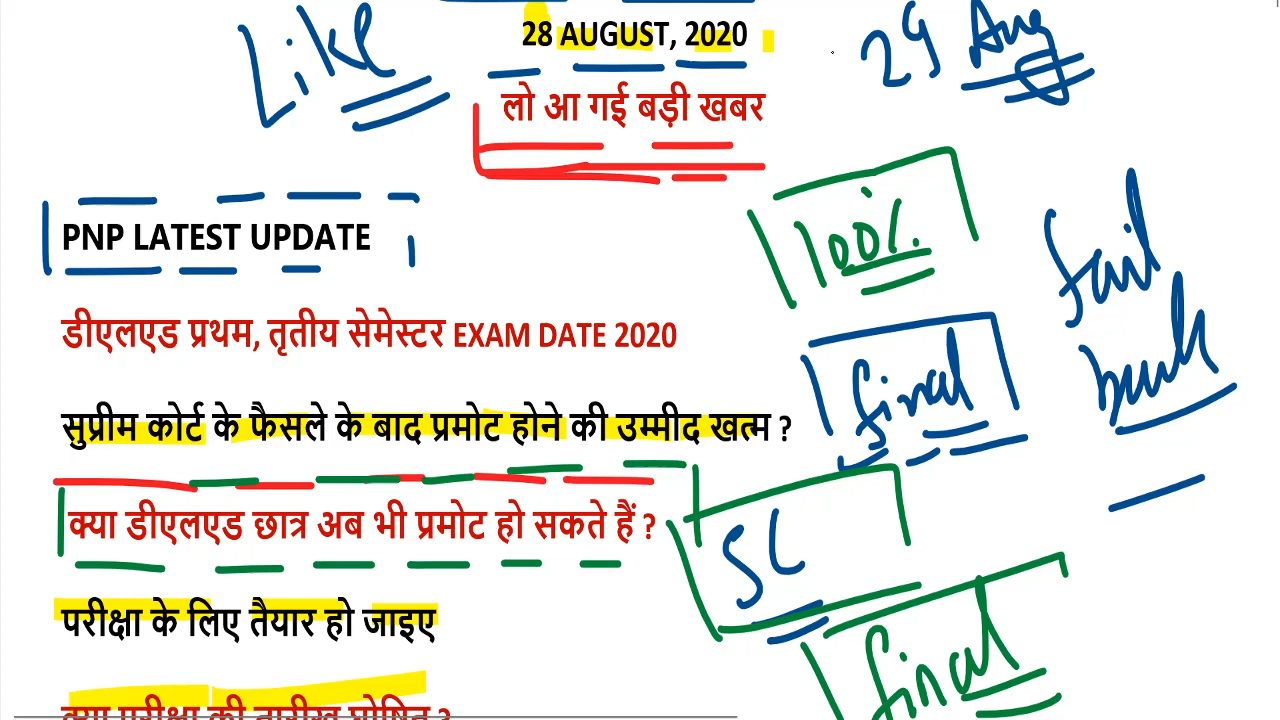 Like
28 AUGUST, 2020
29 Aug
लो आ गई बड़ी खबर
PNP LATEST UPDATE
100%
डीएलएड प्रथम, तृतीय सेमेस्टर EXAM DATE 2020
fail
final
सुप्रीम कोर्ट के फैसले के बाद प्रमोट होने की उम्मीद खत्म ?
क्या डीएलएड छात्र अब भी प्रमोट हो सकते हैं ?
SC
परीक्षा के लिए तैयार हो जाइए
final
क्या परीक्षा की तारीख घोषित ?